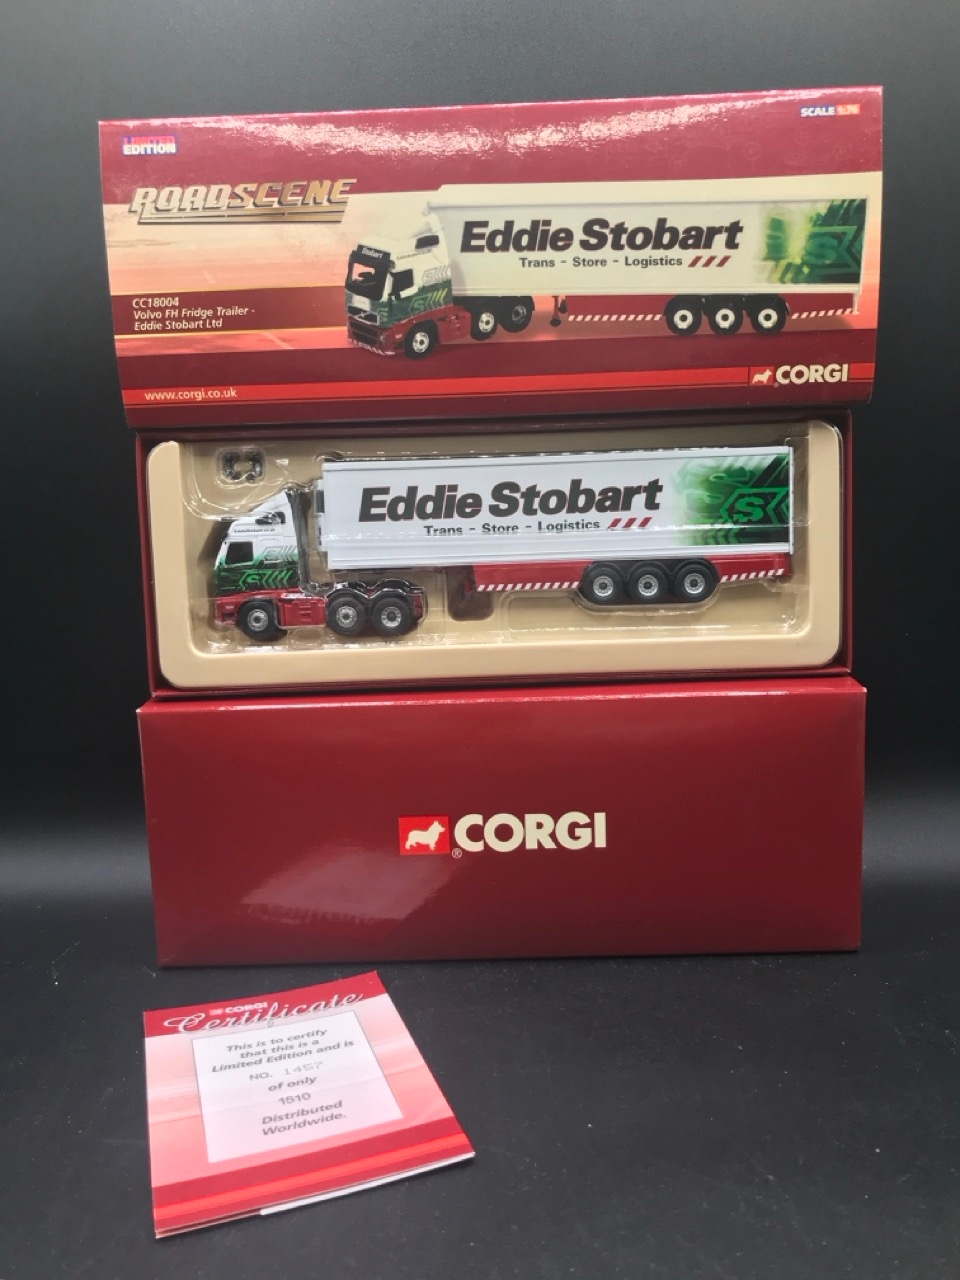 LIMITED
EDITION
SCALE 1:76
ROADSCENE
Eddie Stobart
Trans - Store - Logistics
Stobart
S
CC18004
Volvo FH Fridge Trailer -
Eddie Stobart Ltd
www.corgi.co.uk
CORGI
Eddie Stobart
Trans - Store - Logistics
S
CORGI
®
CORGI
Certificate
This is to certify
that this is a
Limited Edition and is
NO. 1457
of only
1510
Distributed
Worldwide.